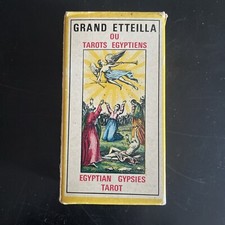 GRAND ETTEILLA
OU
TAROTS EGYPTIENS
EGYPTIAN GYPSIES
TAROT